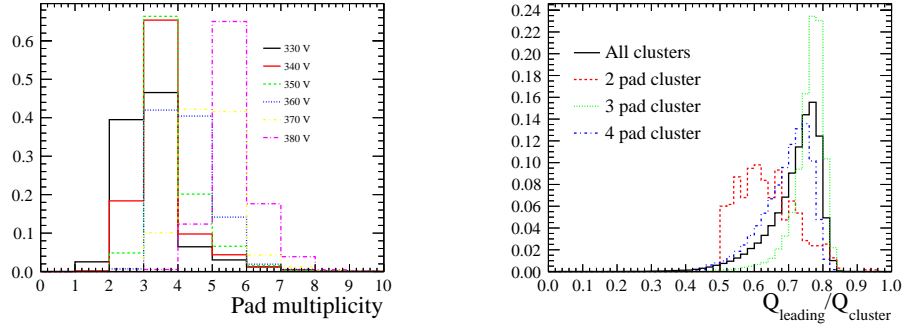 0.6
0.5
0.4
0.3
0.2
0.1
0.0
0 1 2 3 4 5 6 7 8 9 10
Pad multiplicity
330 V
340 V
350 V
360 V
370 V
380 V
0.24
0.22
0.20
0.18
0.16
0.14
0.12
0.10
0.08
0.06
0.04
0.02
0.00
0.0 0.1 0.2 0.3 0.4 0.5 0.6 0.7 0.8 0.9 1.0
Q_leading/Q_cluster
All clusters
2 pad cluster
3 pad cluster
4 pad cluster